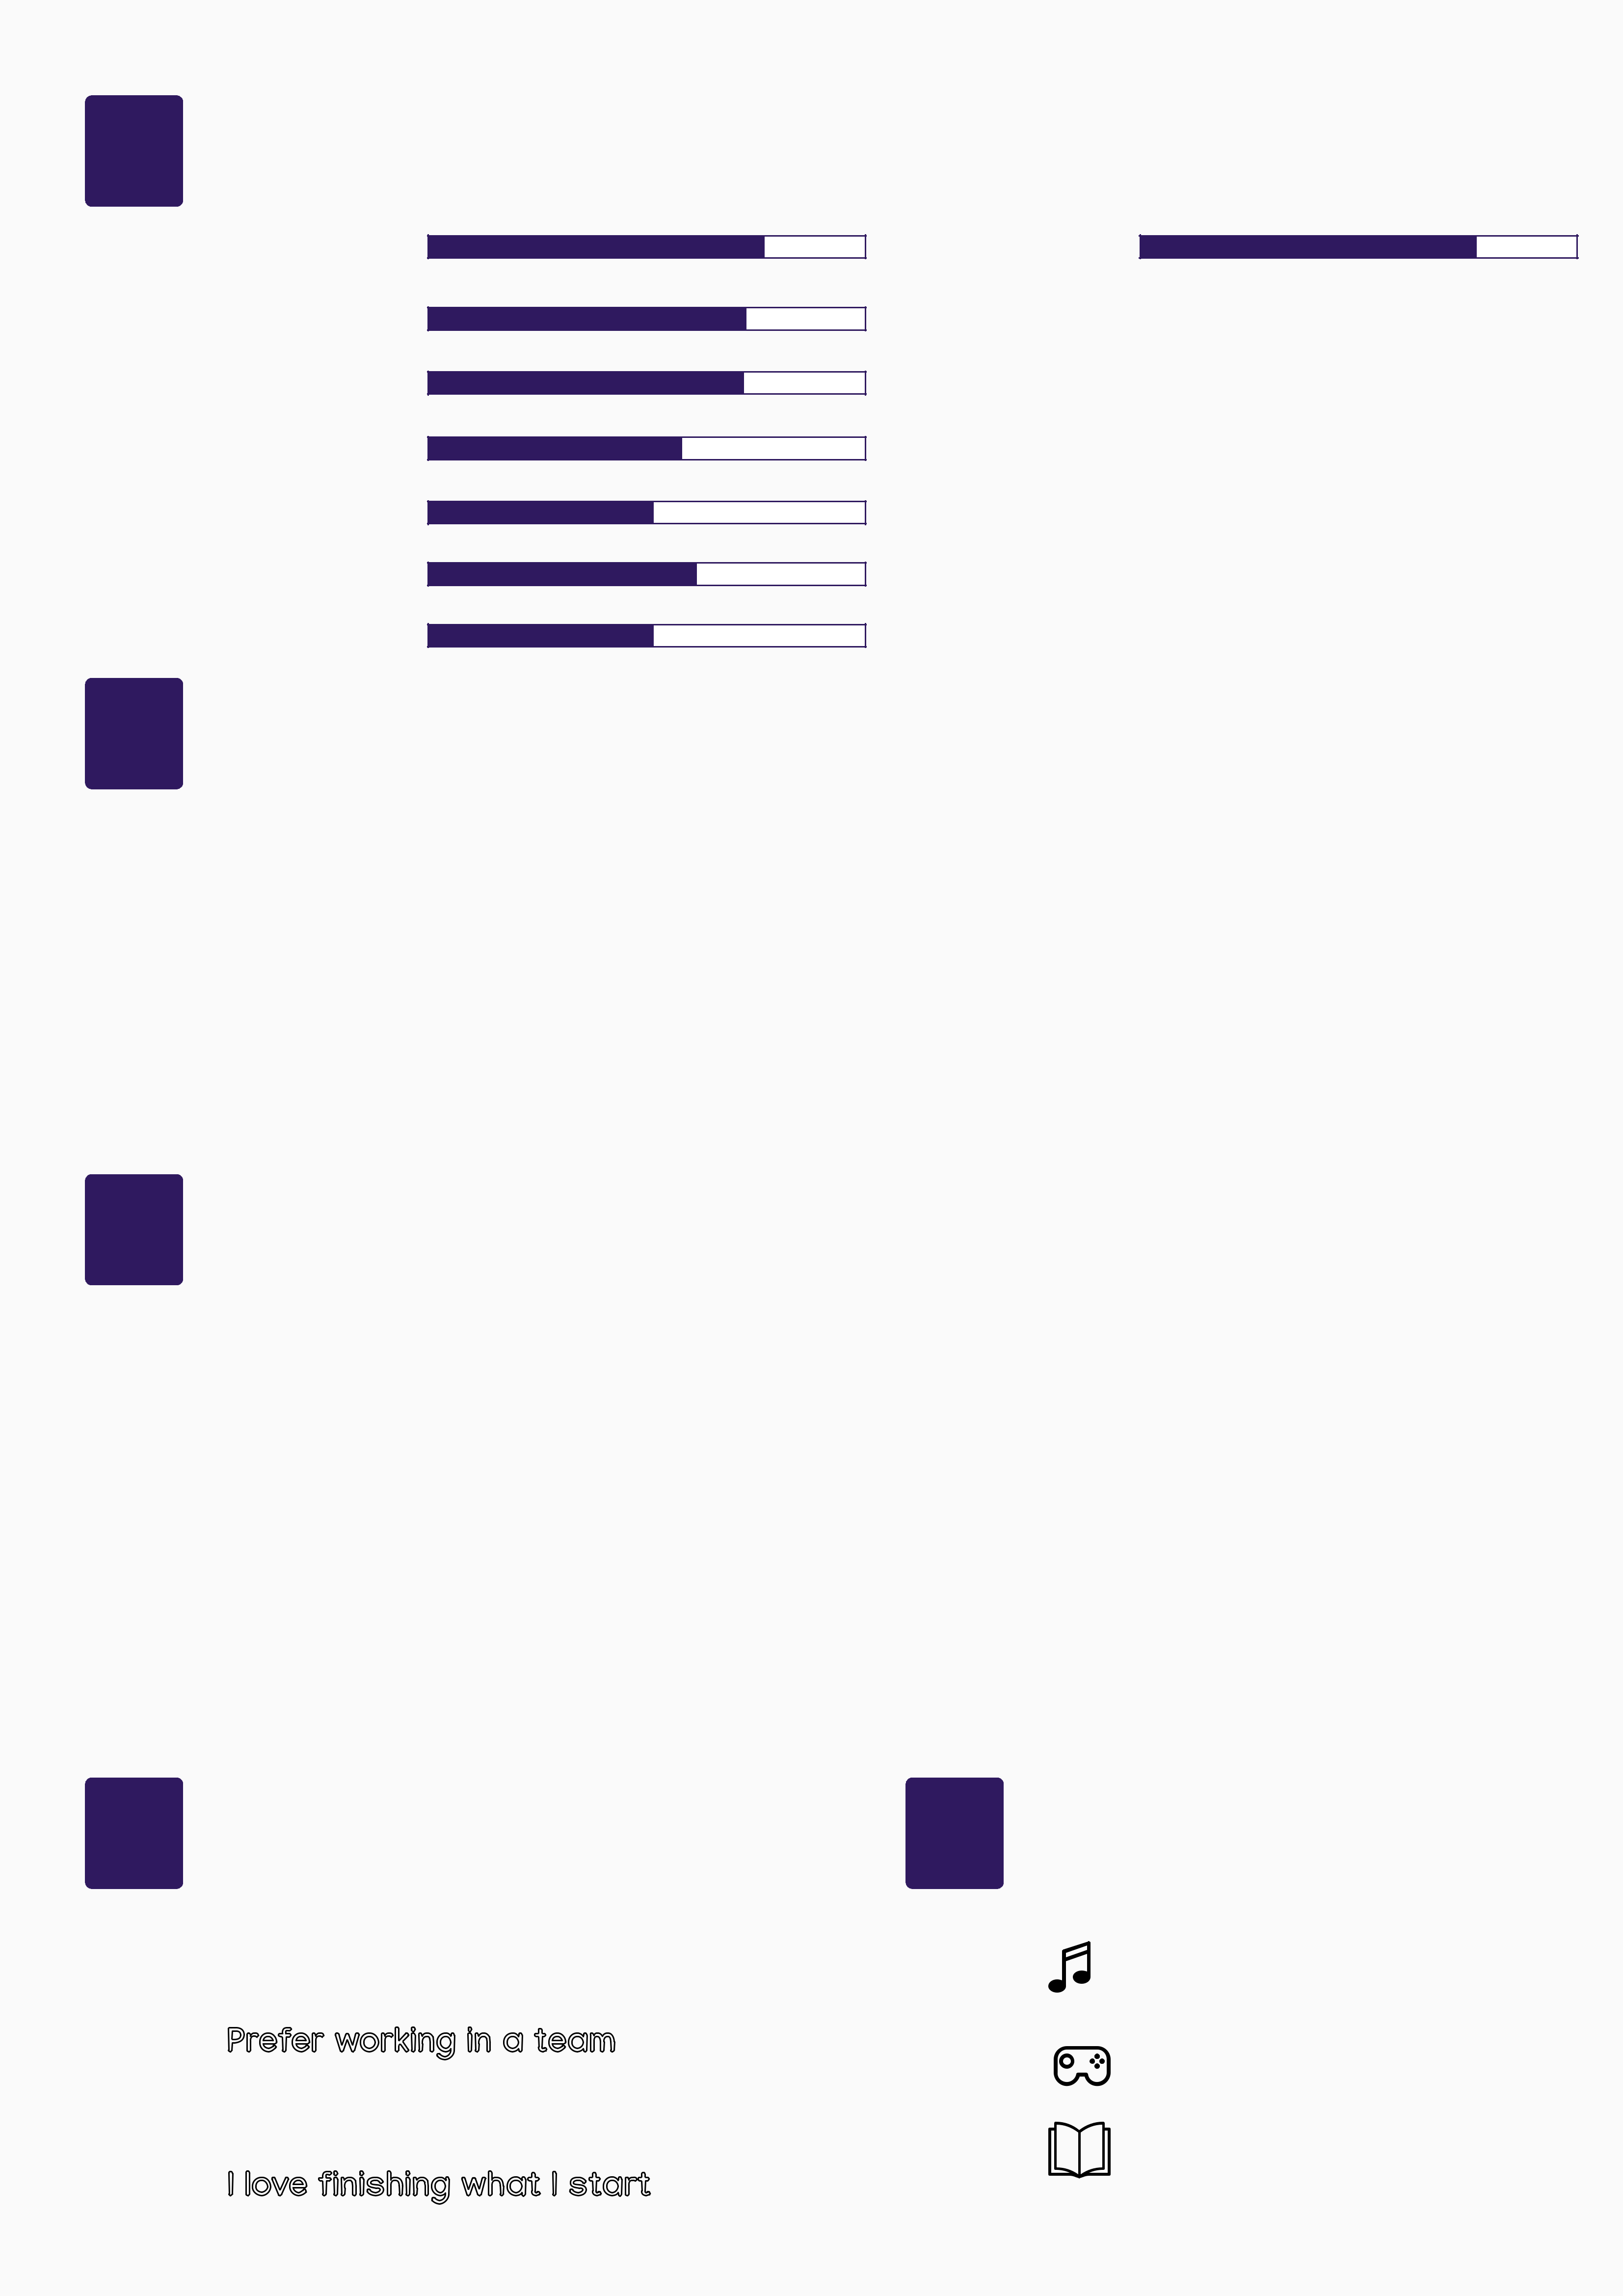 Prefer working in a team
I love finishing what I start